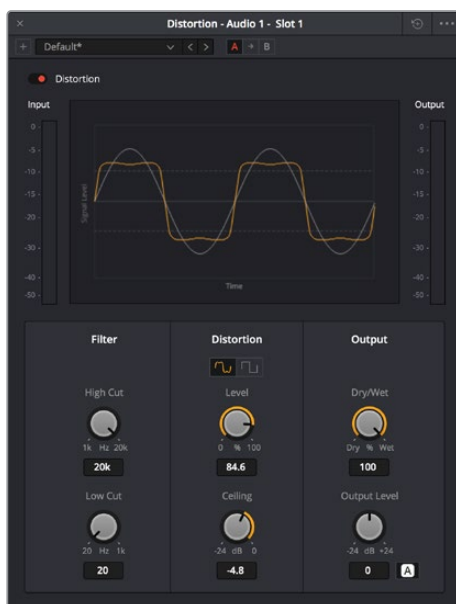 Distortion - Audio 1 - Slot 1
Default*
A
B
Distortion
Input
Output
0
-5
-10
-15
-20
-30
-40
-50
Signal Level
Time
0
-5
-10
-15
-20
-30
-40
-50
Filter
Distortion
Output
High Cut
Level
Dry/Wet
1k Hz 20k
0 % 100
Dry % Wet
20k
84.6
100
Low Cut
Ceiling
Output Level
20 Hz 1k
-24 dB 0
-24 dB +24
20
-4.8
0
A